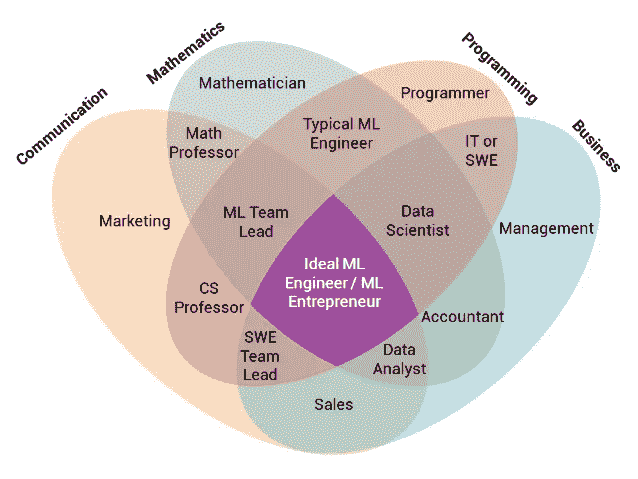 Communication
Mathematics
Programming
Business
Mathematician
Programmer
Math
Professor
Typical ML
Engineer
IT or
SWE
Marketing
ML Team
Lead
Data
Scientist
Management
Ideal ML
Engineer / ML
Entrepreneur
CS
Professor
Accountant
SWE
Team
Lead
Data
Analyst
Sales